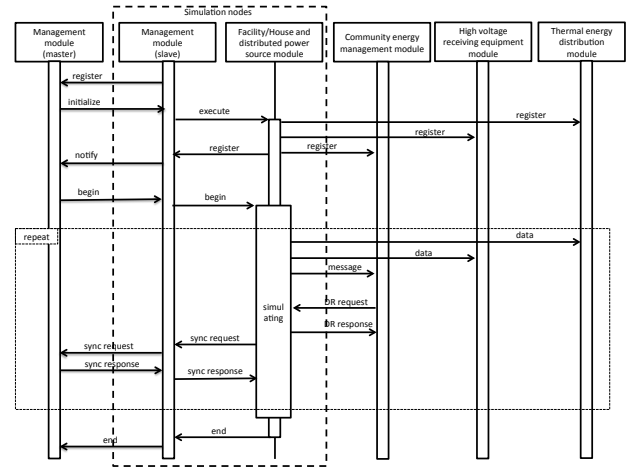 Simulation nodes
Management
module
(master)
Management
module
(slave)
Facility/House and
distributed power
source module
Community energy
management module
High voltage
receiving equipment
module
Thermal energy
distribution
module
register
initialize
execute
register
register
register
register
notify
begin
begin
repeat
data
data
message
simul
ating
DR request
DR response
sync request
sync request
sync response
sync response
end
end